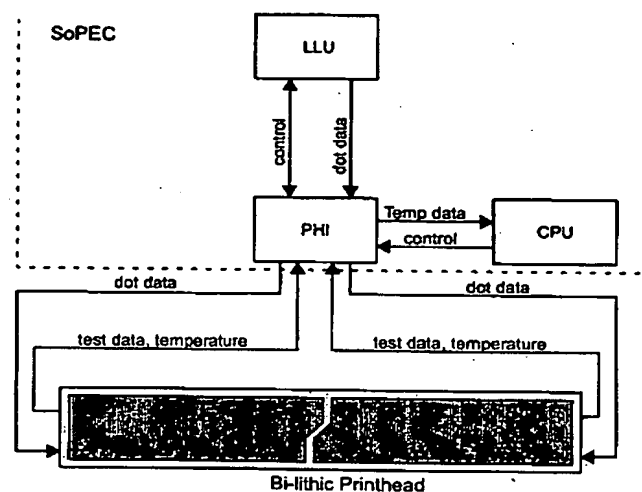 SoPEC
LLU
control
dot data
PHI
Temp data
control
CPU
dot data
dot data
test data, temperature
test data, temperature
Bi-lithic Printhead